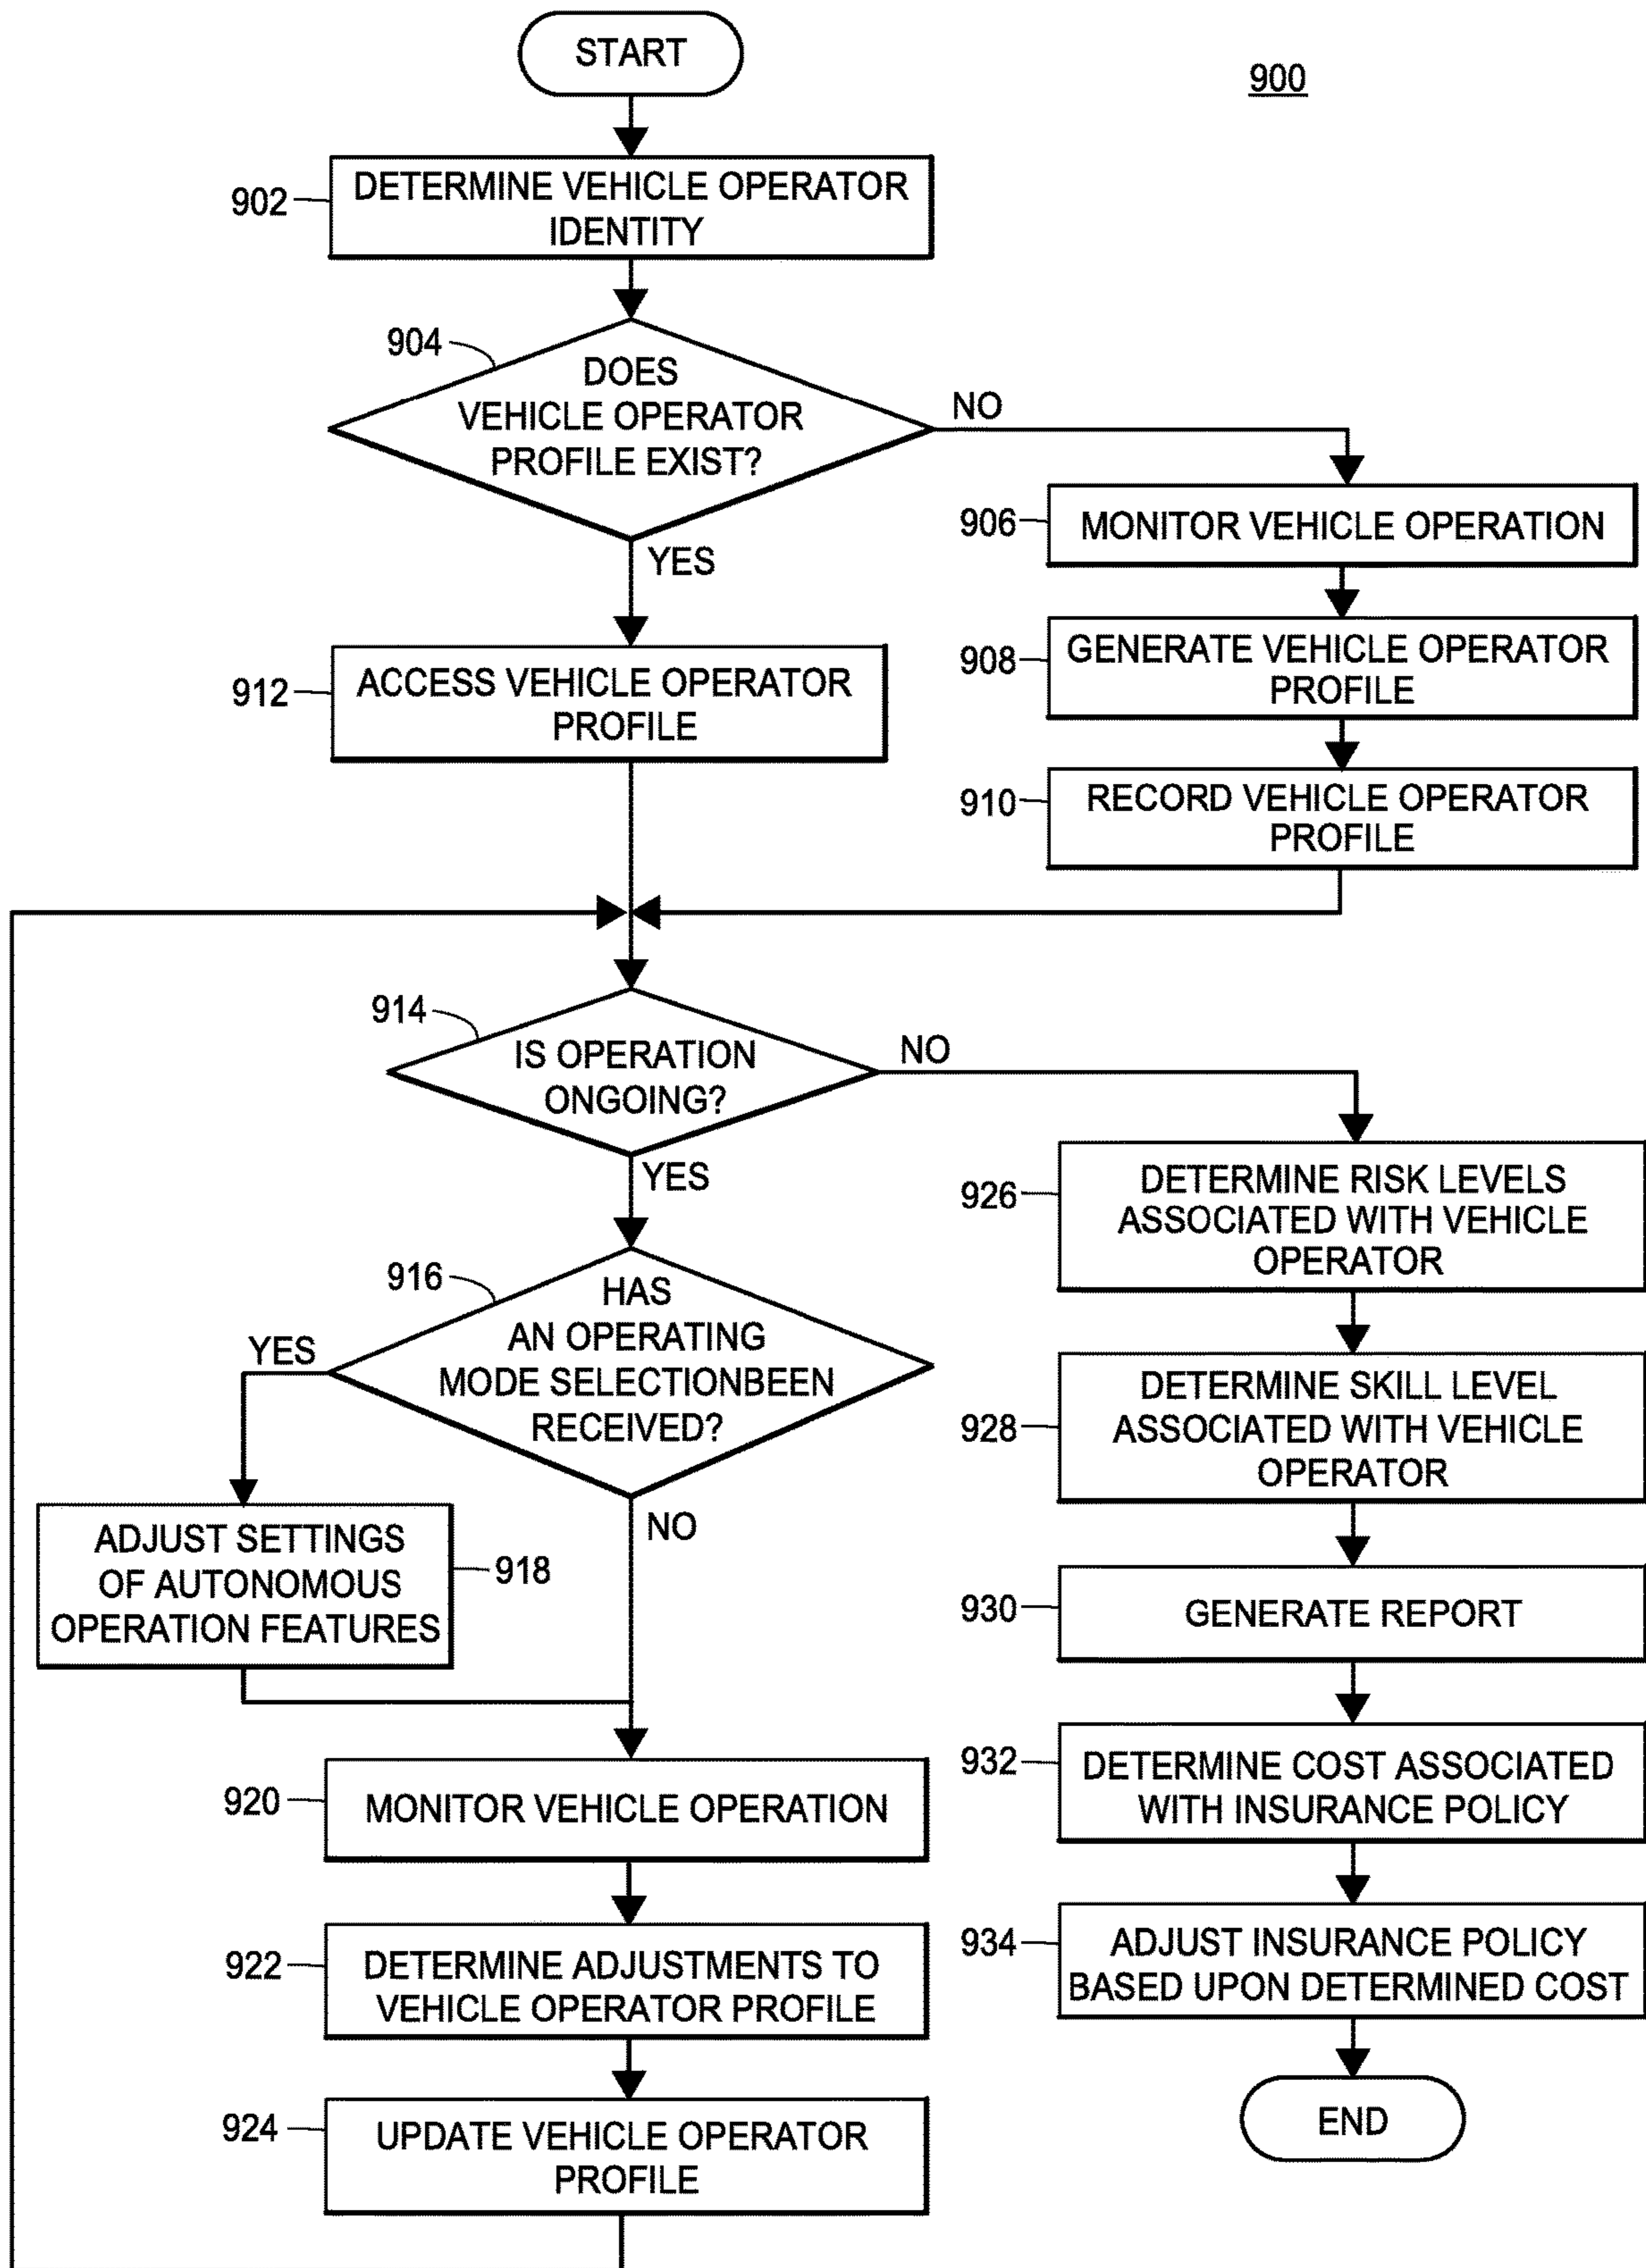 START
900
902
DETERMINE VEHICLE OPERATOR
IDENTITY
904
DOES
VEHICLE OPERATOR
PROFILE EXIST?
NO
YES
906
MONITOR VEHICLE OPERATION
908
GENERATE VEHICLE OPERATOR
PROFILE
910
RECORD VEHICLE OPERATOR
PROFILE
912
ACCESS VEHICLE OPERATOR
PROFILE
914
IS OPERATION
ONGOING?
NO
YES
916
HAS
AN OPERATING
MODE SELECTIONBEEN
RECEIVED?
YES
NO
ADJUST SETTINGS
OF AUTONOMOUS
OPERATION FEATURES
918
920
MONITOR VEHICLE OPERATION
922
DETERMINE ADJUSTMENTS TO
VEHICLE OPERATOR PROFILE
924
UPDATE VEHICLE OPERATOR
PROFILE
926
DETERMINE RISK LEVELS
ASSOCIATED WITH VEHICLE
OPERATOR
928
DETERMINE SKILL LEVEL
ASSOCIATED WITH VEHICLE
OPERATOR
930
GENERATE REPORT
932
DETERMINE COST ASSOCIATED
WITH INSURANCE POLICY
934
ADJUST INSURANCE POLICY
BASED UPON DETERMINED COST
END